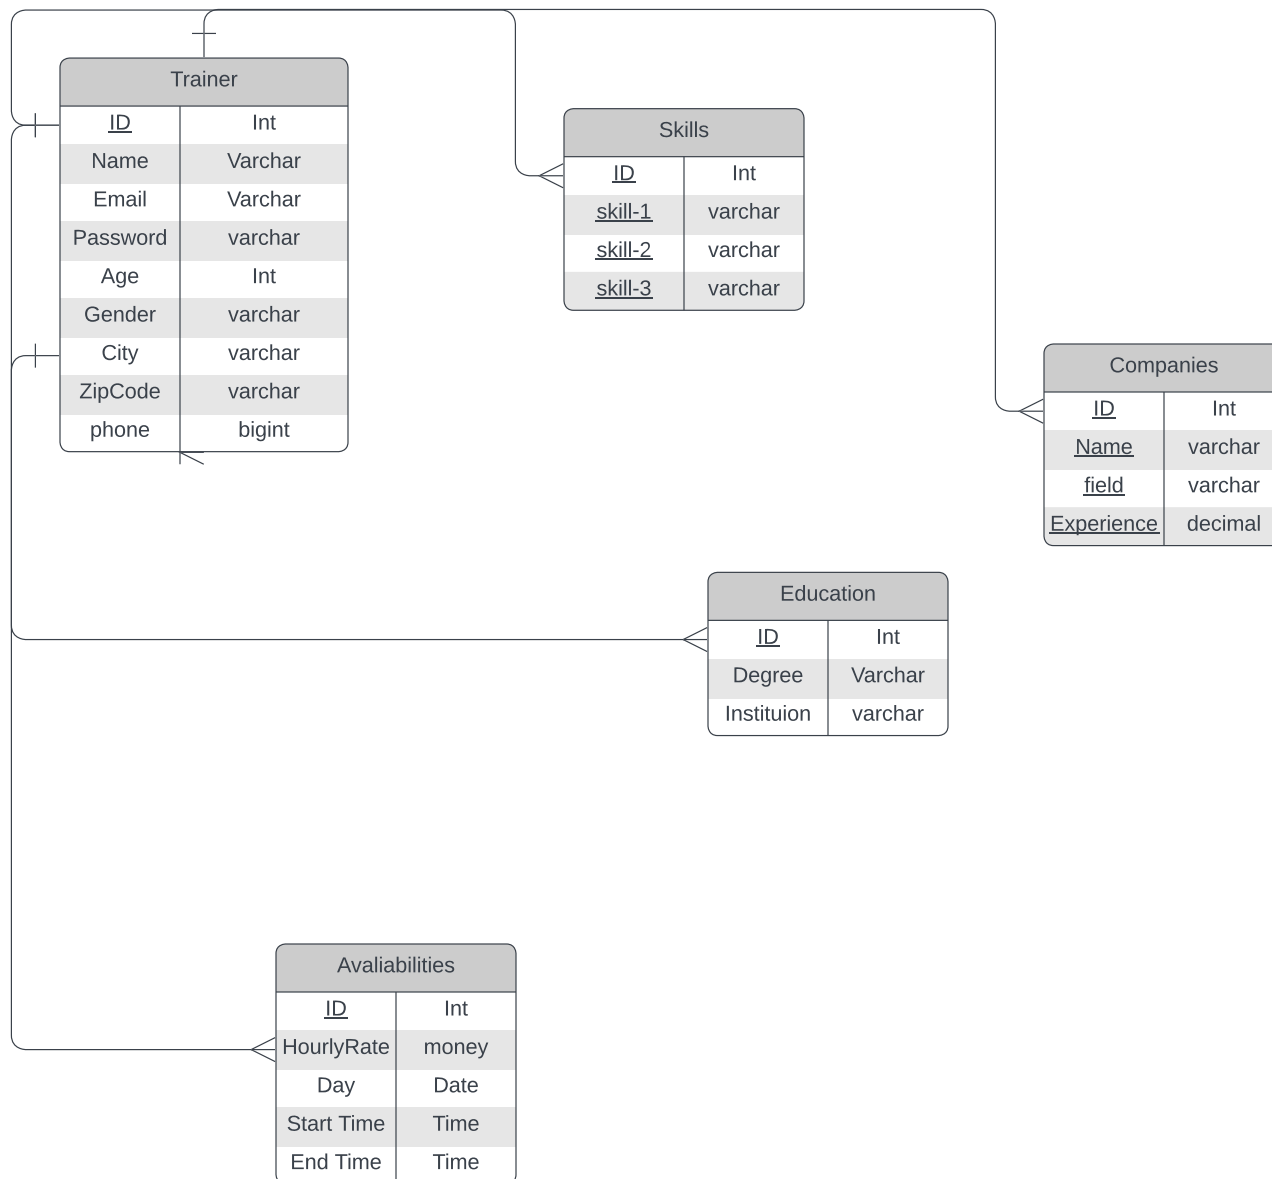 Trainer
ID Int
Name Varchar
Email Varchar
Password varchar
Age Int
Gender varchar
City varchar
ZipCode varchar
phone bigint
Skills
ID Int
skill-1 varchar
skill-2 varchar
skill-3 varchar
Companies
ID Int
Name varchar
field varchar
Experience decimal
Education
ID Int
Degree Varchar
Instituion varchar
Avaliabilities
ID Int
HourlyRate money
Day Date
Start Time Time
End Time Time